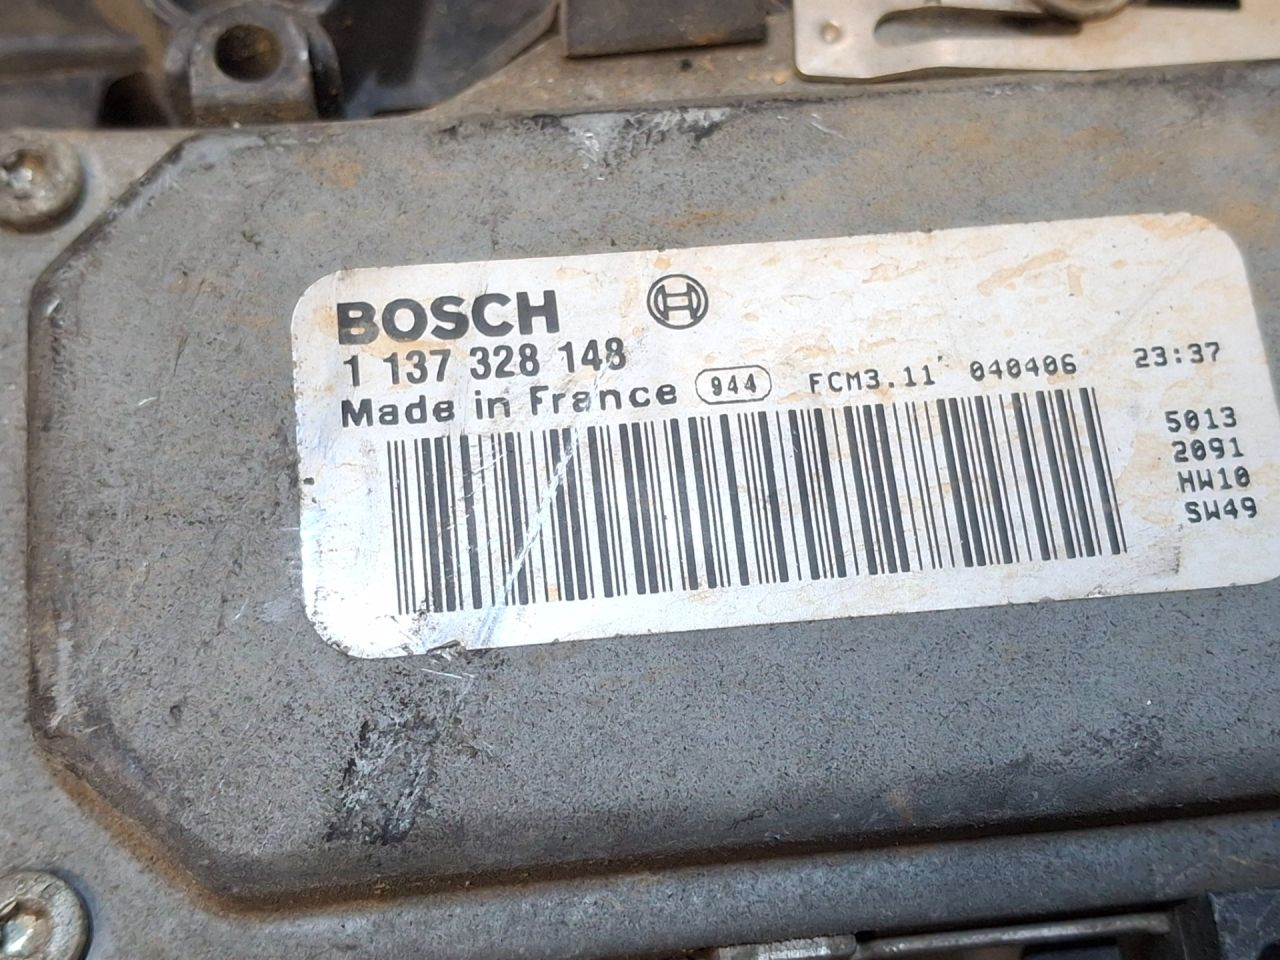 BOSCH
1 137 328 148
Made in France 944 FCM3.11 040406 23:37
5013
2091
HW10
SW49